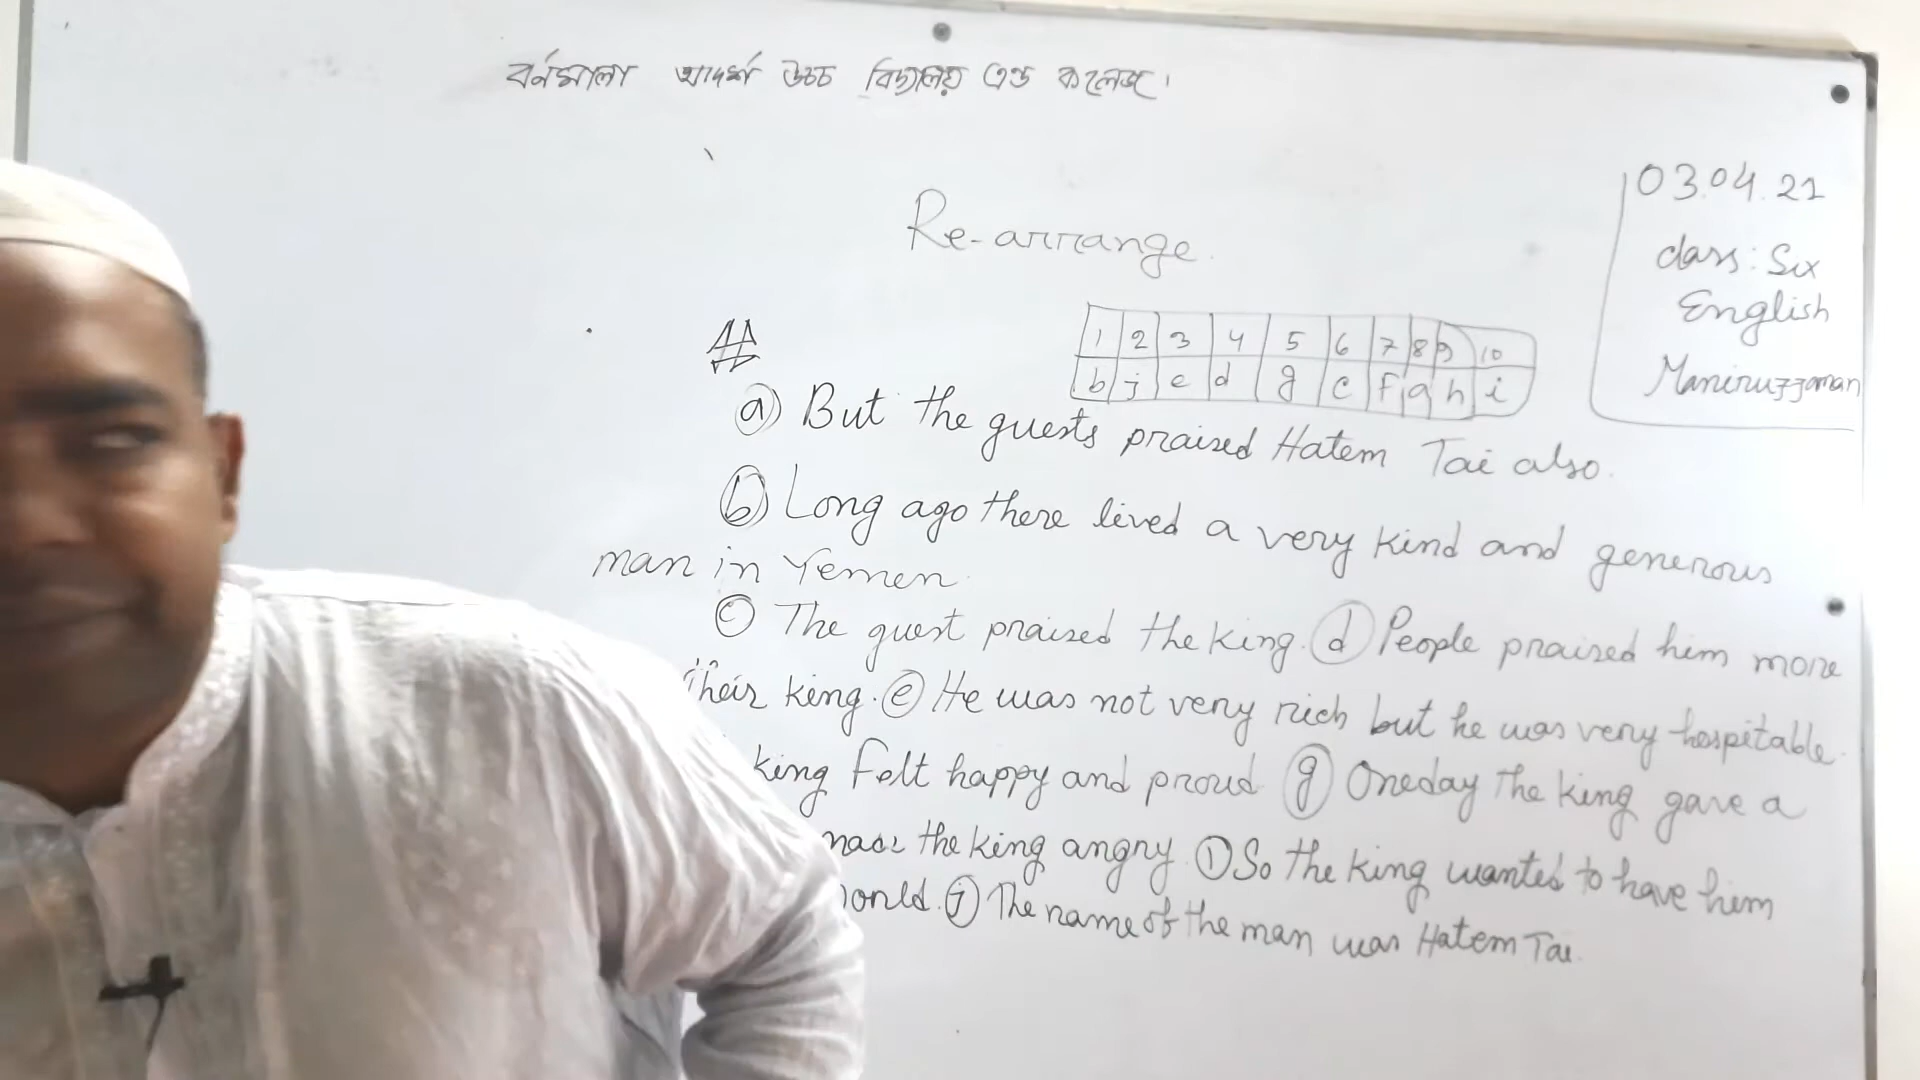 বর্নমালা আদর্শ উচ্চ বিদ্যালয় এন্ড কলেজ।
03.04.21
class: Six
English
Maniruzzaman
Re-arrange.
1 2 3 4 5 6 7 8 9 10
b j e d g c f a h i
a) But the guests praised Hatem Tai also.
b) Long ago there lived a very kind and generous
man in Yemen.
c) The guest praised the king. d) People praised him more
their king. e) He was not very rich but he was very hospitable.
king felt happy and proud g) Oneday the king gave a
the king angry. i) So the king wanted to have him
j) The name of the man was Hatem Tai.